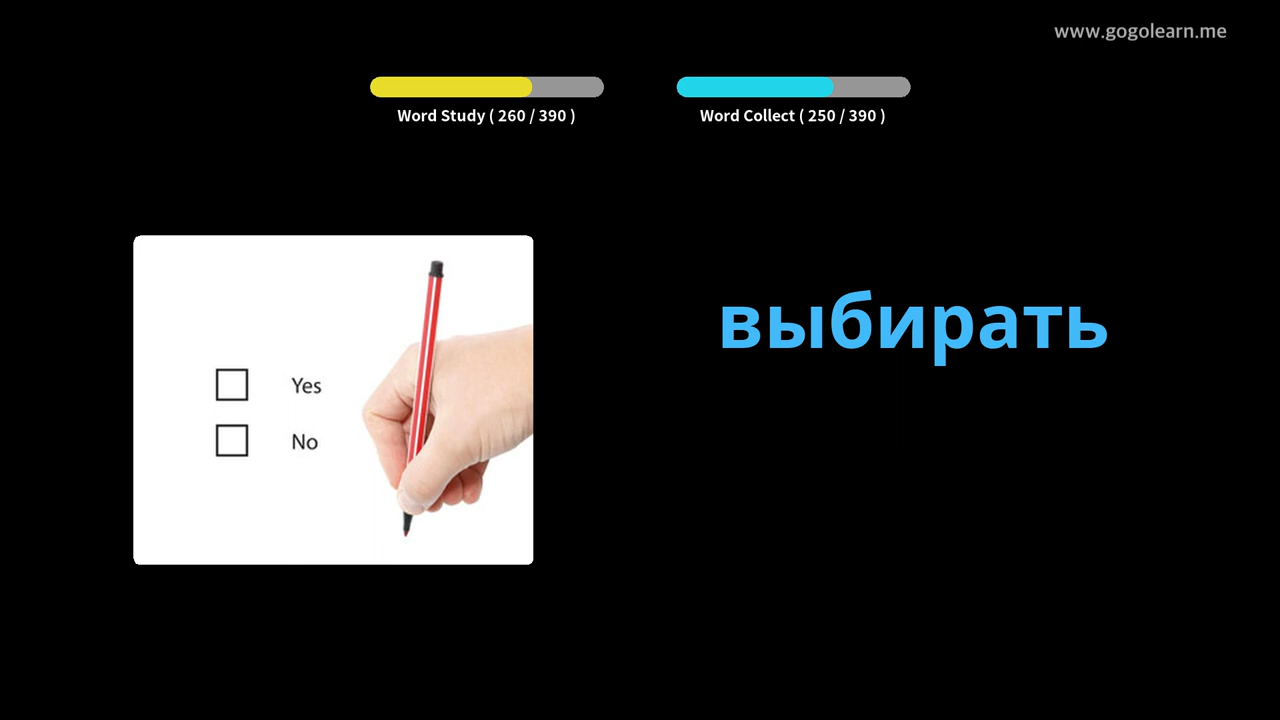 www.gogolearn.me
Word Study ( 260 / 390 )
Word Collect ( 250 / 390 )
выбирать
Yes
No